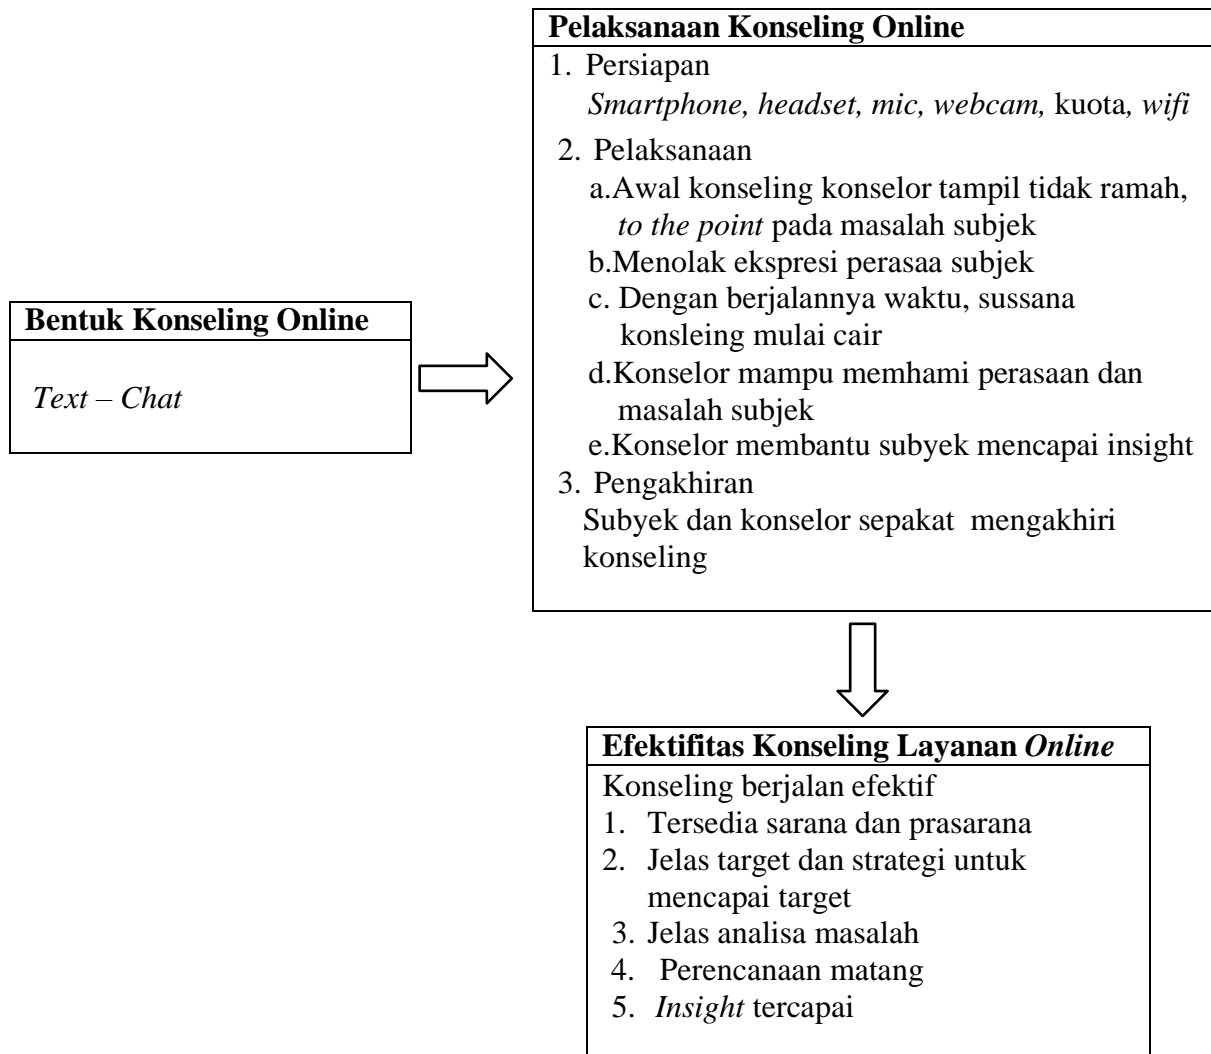 Bentuk Konseling Online
Text – Chat
Pelaksanaan Konseling Online
1. Persiapan
Smartphone, headset, mic, webcam, kuota, wifi
2. Pelaksanaan
a.Awal konseling konselor tampil tidak ramah,
to the point pada masalah subjek
b.Menolak ekspresi perasaa subjek
c. Dengan berjalannya waktu, sussana
konsleing mulai cair
d.Konselor mampu memhami perasaan dan
masalah subjek
e.Konselor membantu subyek mencapai insight
3. Pengakhiran
Subyek dan konselor sepakat mengakhiri
konseling
Efektifitas Konseling Layanan Online
Konseling berjalan efektif
1. Tersedia sarana dan prasarana
2. Jelas target dan strategi untuk
mencapai target
3. Jelas analisa masalah
4. Perencanaan matang
5. Insight tercapai